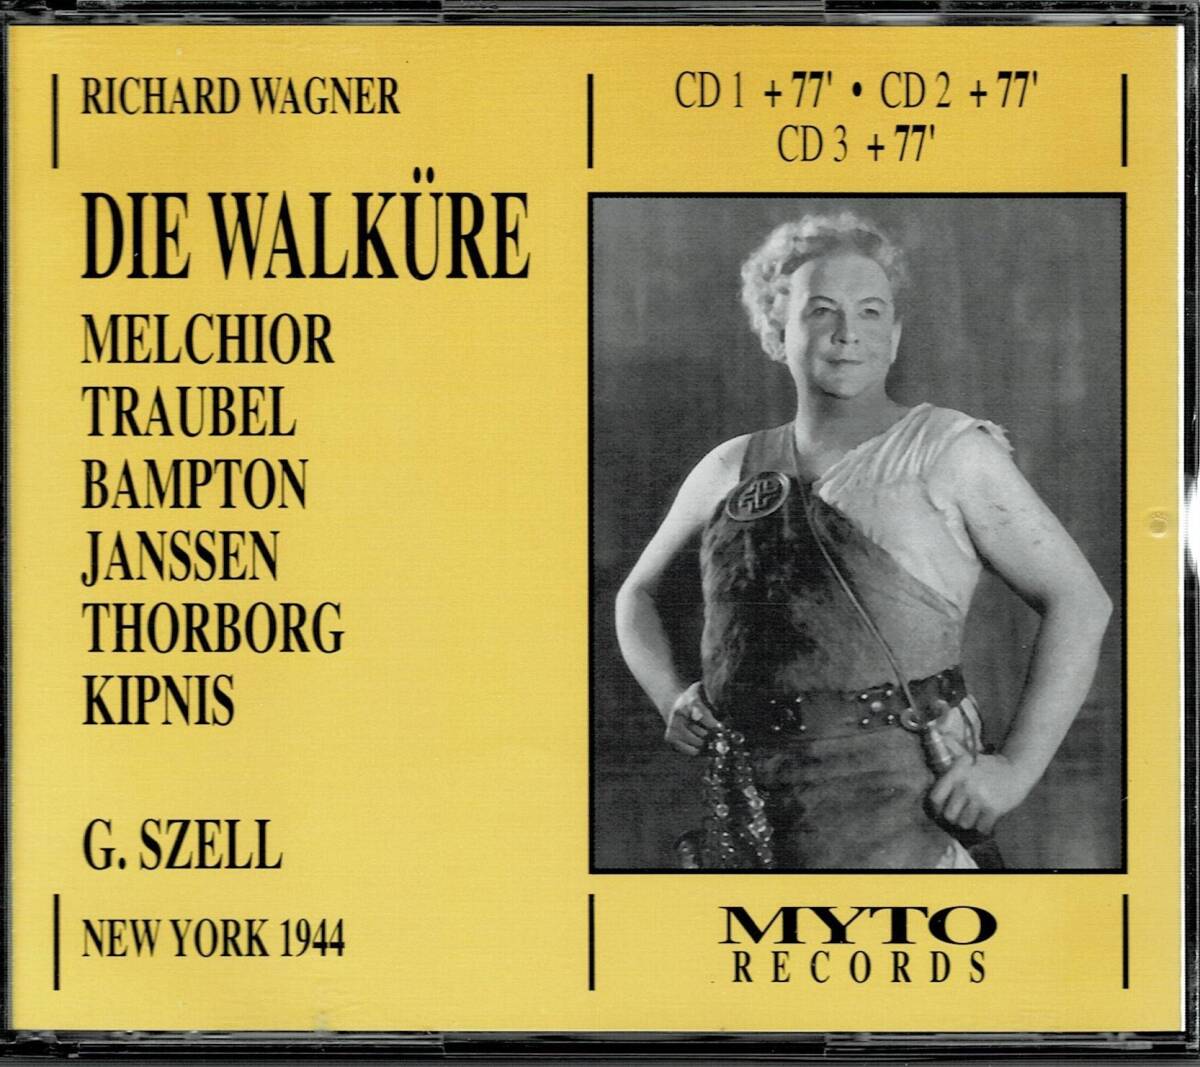 RICHARD WAGNER
CD 1 + 77' • CD 2 + 77'
CD 3 + 77'
DIE WALKÜRE
MELCHIOR
TRAUBEL
BAMPTON
JANSSEN
THORBORG
KIPNIS
G. SZELL
NEW YORK 1944
MYTO
RECORDS